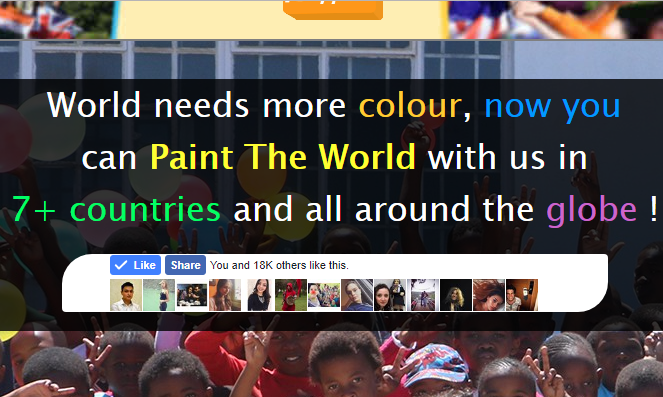 World needs more colour, now you
can Paint The World with us in
7+ countries and all around the globe !
Like Share You and 18K others like this.